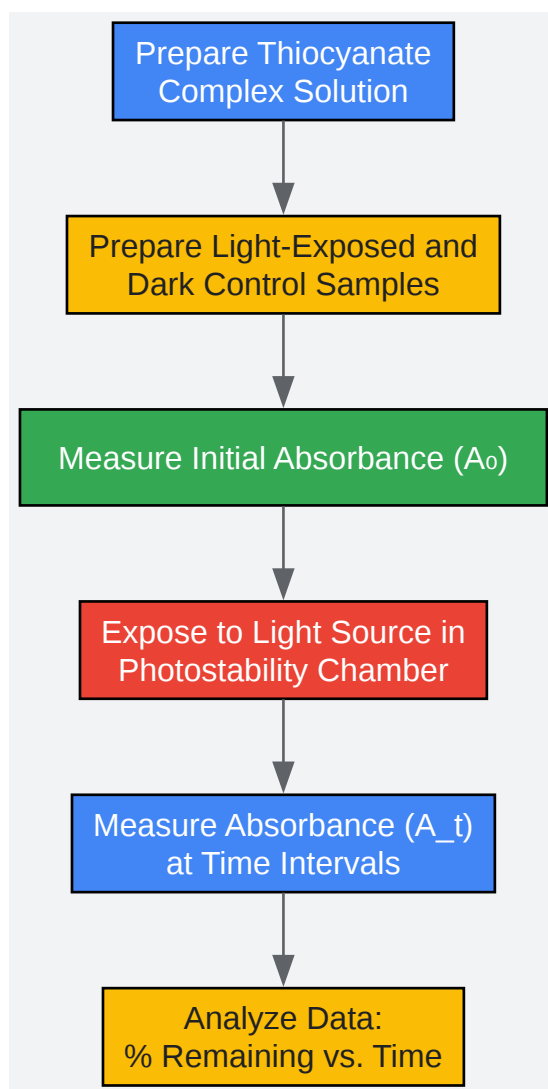 Prepare Thiocyanate
Complex Solution
Prepare Light-Exposed and
Dark Control Samples
Measure Initial Absorbance (A₀)
Expose to Light Source in
Photostability Chamber
Measure Absorbance (A_t)
at Time Intervals
Analyze Data:
% Remaining vs. Time